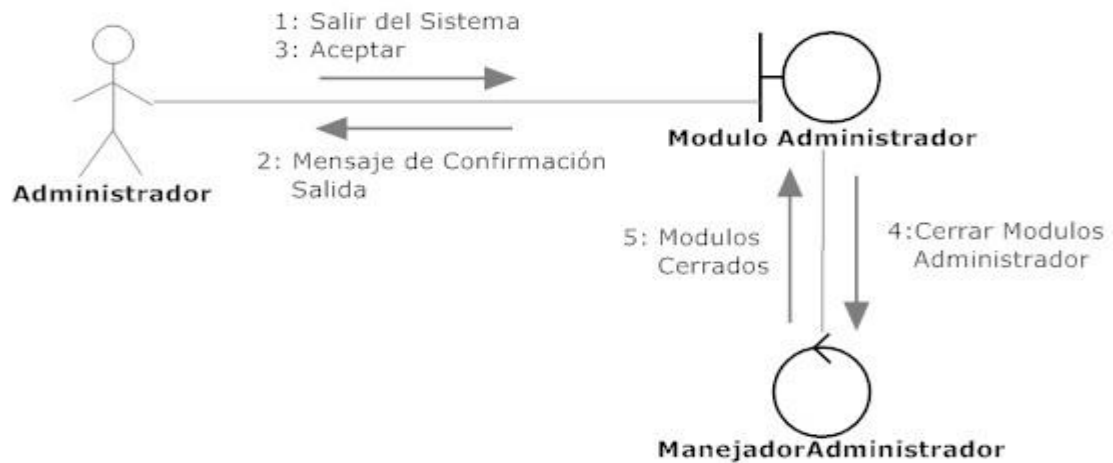 1: Salir del Sistema
3: Aceptar
2: Mensaje de Confirmación
Salida
Administrador
Modulo Administrador
5: Modulos
Cerrados
4:Cerrar Modulos
Administrador
ManejadorAdministrador